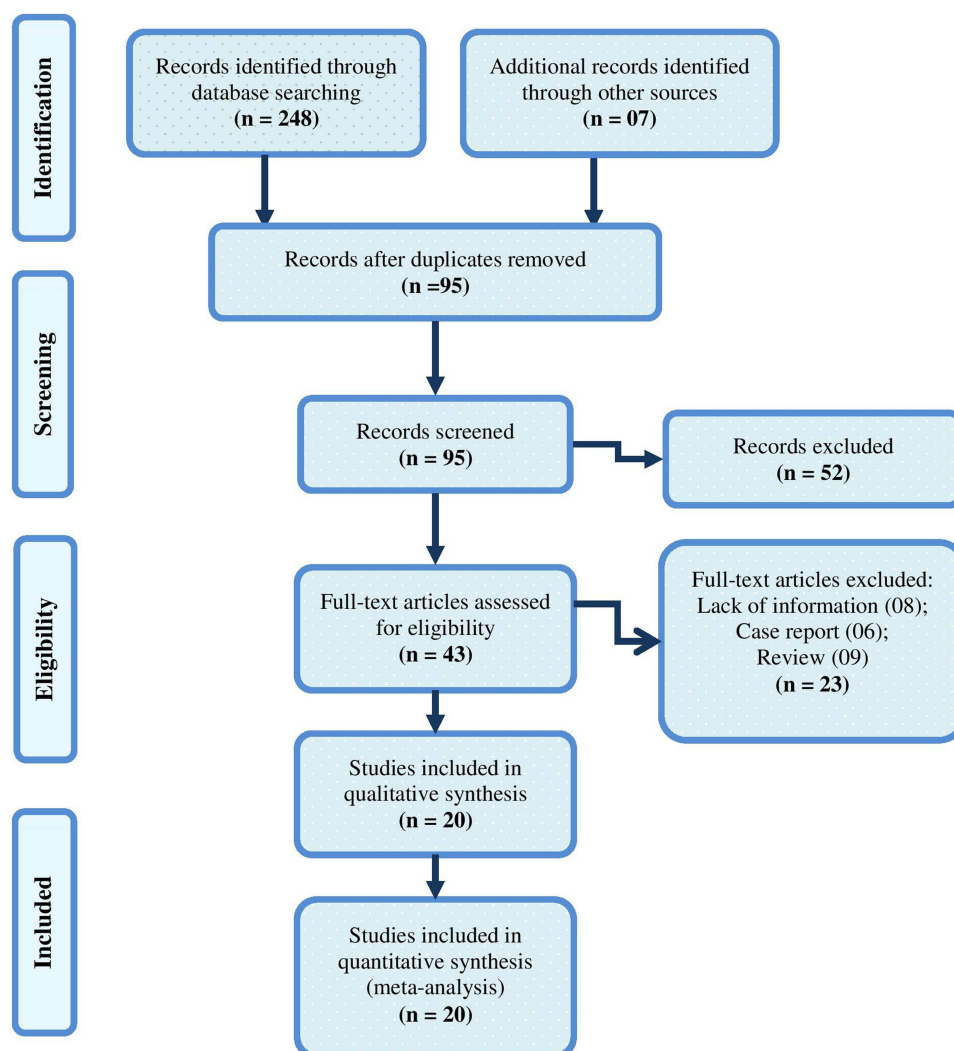 Identification
Records identified through
database searching
(n = 248)
Additional records identified
through other sources
(n = 07)
Records after duplicates removed
(n =95)
Screening
Records screened
(n = 95)
Records excluded
(n = 52)
Eligibility
Full-text articles assessed
for eligibility
(n = 43)
Full-text articles excluded:
Lack of information (08);
Case report (06);
Review (09)
(n = 23)
Studies included in
qualitative synthesis
(n = 20)
Included
Studies included in
quantitative synthesis
(meta-analysis)
(n = 20)